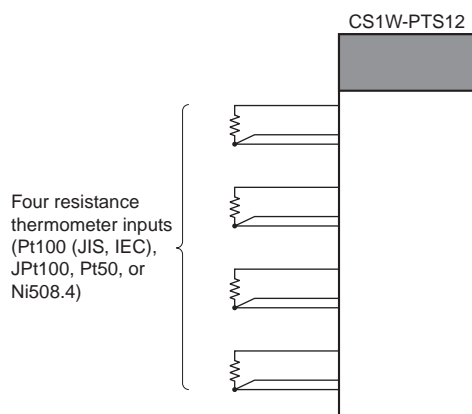 CS1W-PTS12
Four resistance
thermometer inputs
(Pt100 (JIS, IEC),
JPt100, Pt50, or
Ni508.4)